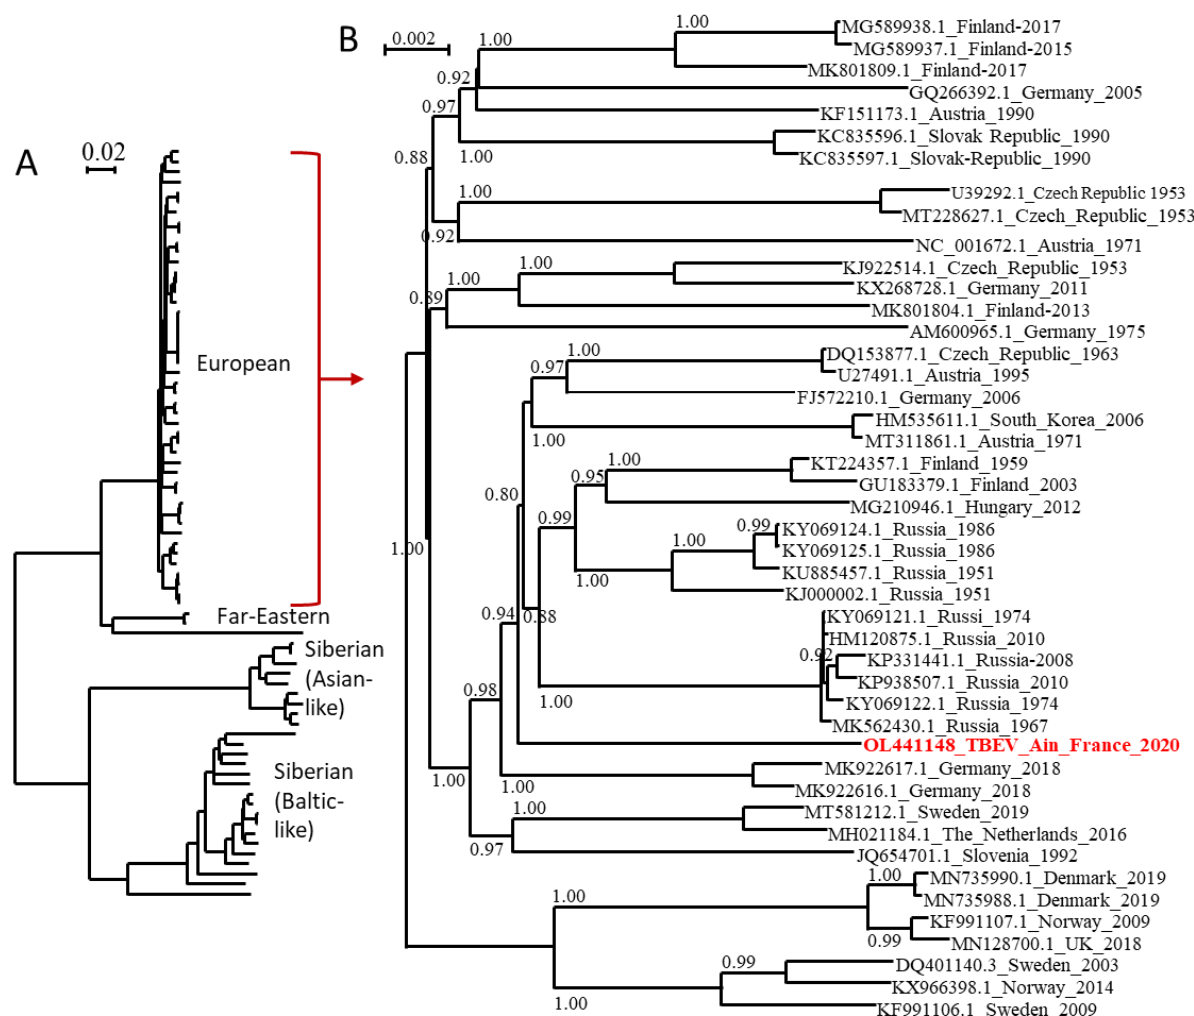 A
0.02
European
Far-Eastern
Siberian
(Asian-
like)
Siberian
(Baltic-
like)
B
0.002
1.00
MG589938.1_Finland-2017
MG589937.1_Finland-2015
1.00
MK801809.1_Finland-2017
0.92
GQ266392.1_Germany_2005
0.97
KF151173.1_Austria_1990
KC835596.1_Slovak Republic_1990
1.00
KC835597.1_Slovak-Republic_1990
0.88
1.00
U39292.1_Czech Republic 1953
MT228627.1_Czech_Republic_1953
0.92
NC_001672.1_Austria_1971
1.00
KJ922514.1_Czech_Republic_1953
1.00
KX268728.1_Germany_2011
0.89
MK801804.1_Finland-2013
AM600965.1_Germany_1975
1.00
DQ153877.1_Czech_Republic_1963
0.97
U27491.1_Austria_1995
FJ572210.1_Germany_2006
HM535611.1_South_Korea_2006
1.00
MT311861.1_Austria_1971
1.00
KT224357.1_Finland_1959
0.95
GU183379.1_Finland_2003
0.80
MG210946.1_Hungary_2012
0.99
0.99
KY069124.1_Russia_1986
1.00
KY069125.1_Russia_1986
1.00
KU885457.1_Russia_1951
1.00
KJ000002.1_Russia_1951
0.94
0.88
KY069121.1_Russi_1974
HM120875.1_Russia_2010
0.92
KP331441.1_Russia-2008
KP938507.1_Russia_2010
0.98
1.00
KY069122.1_Russia_1974
MK562430.1_Russia_1967
OL441148_TBEV_Ain_France_2020
1.00
MK922617.1_Germany_2018
1.00
MK922616.1_Germany_2018
1.00
MT581212.1_Sweden_2019
MH021184.1_The_Netherlands_2016
0.97
JQ654701.1_Slovenia_1992
1.00
MN735990.1_Denmark_2019
1.00
MN735988.1_Denmark_2019
KF991107.1_Norway_2009
0.99
MN128700.1_UK_2018
0.99
DQ401140.3_Sweden_2003
KX966398.1_Norway_2014
1.00
KF991106.1_Sweden_2009